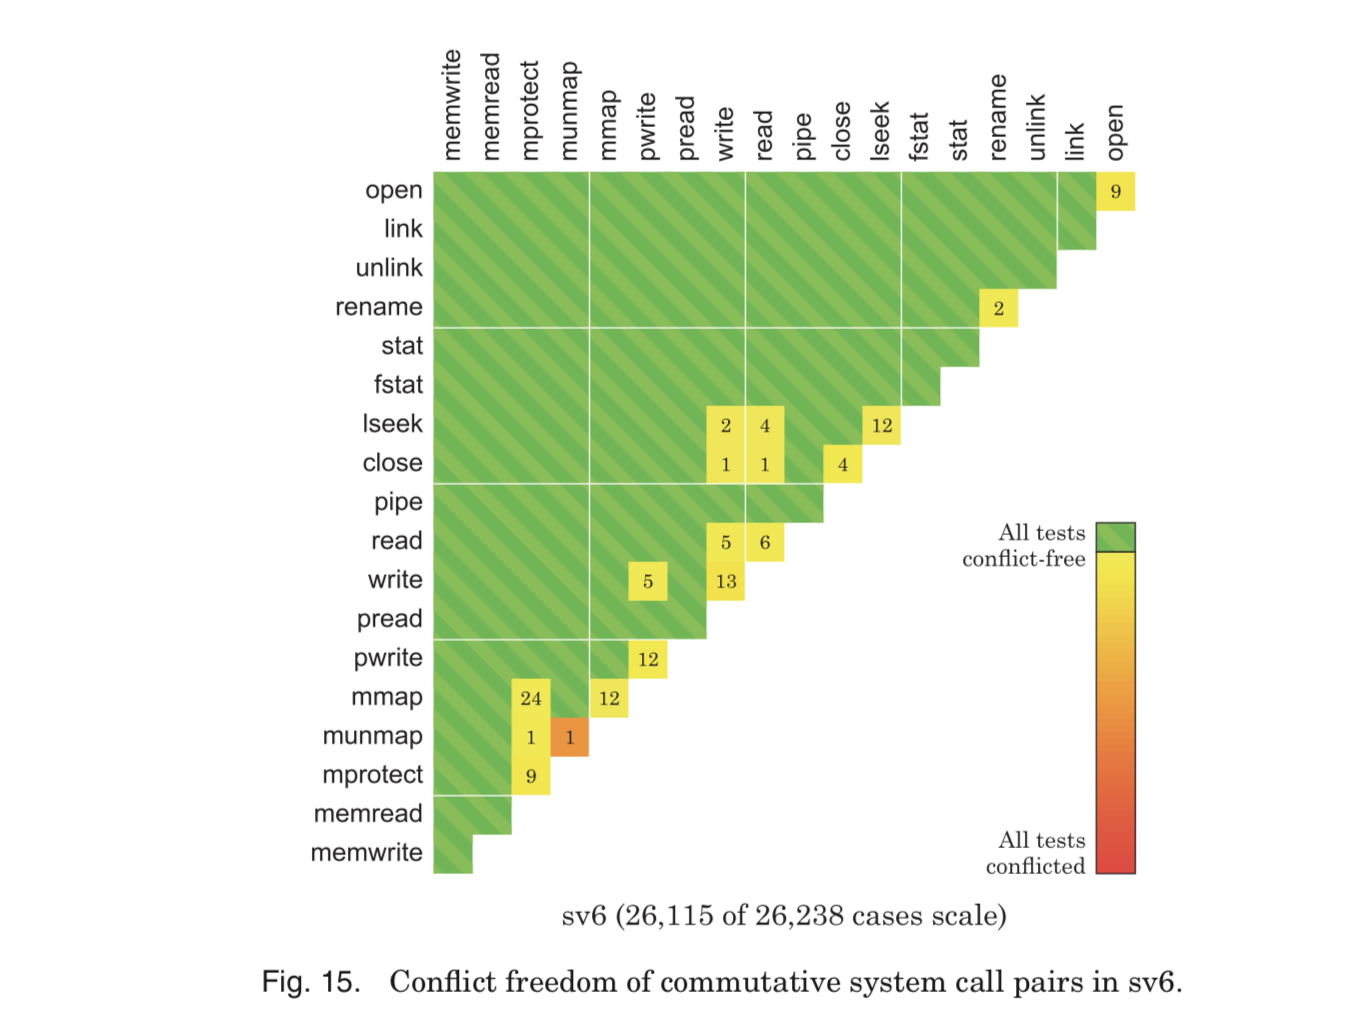 memwrite
memread
mprotect
munmap
mmap
pwrite
pread
write
read
pipe
close
lseek
fstat
stat
rename
unlink
link
open
open 9
link
unlink
rename 2
stat
fstat
lseek 2 4 12
close 1 1 4
pipe
read 5 6
write 5 13
pread
pwrite 12
mmap 24 12
munmap 1 1
mprotect 9
memread
memwrite
All tests
conflict-free
All tests
conflicted
sv6 (26,115 of 26,238 cases scale)
Fig. 15. Conflict freedom of commutative system call pairs in sv6.